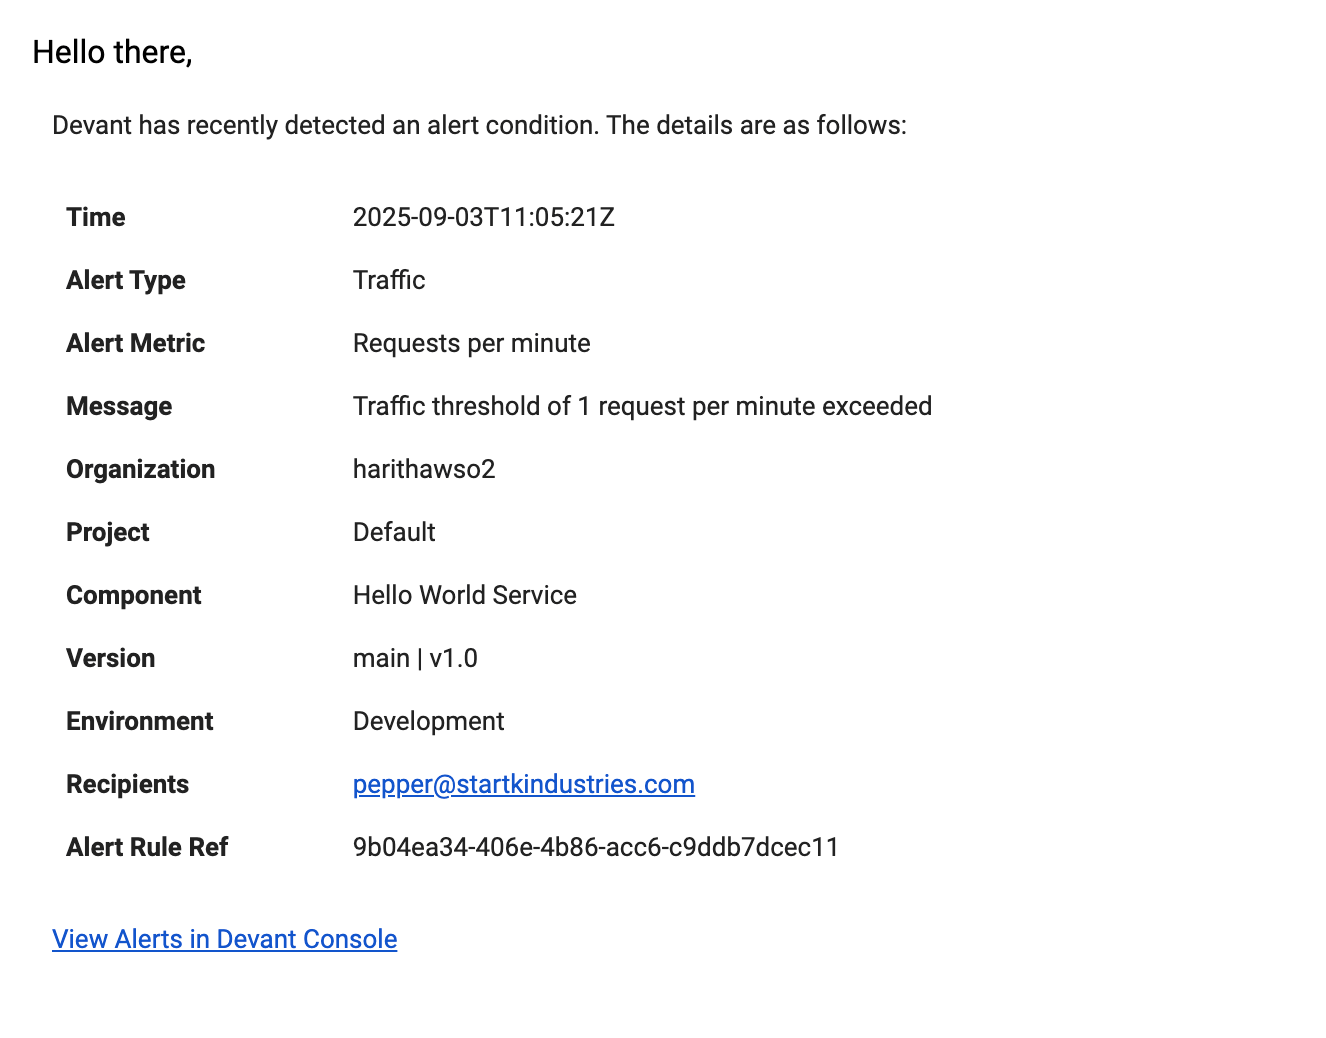 Hello there,
Devant has recently detected an alert condition. The details are as follows:
Time 2025-09-03T11:05:21Z
Alert Type Traffic
Alert Metric Requests per minute
Message Traffic threshold of 1 request per minute exceeded
Organization harithawso2
Project Default
Component Hello World Service
Version main | v1.0
Environment Development
Recipients pepper@startkindustries.com
Alert Rule Ref 9b04ea34-406e-4b86-acc6-c9ddb7dcec11
View Alerts in Devant Console